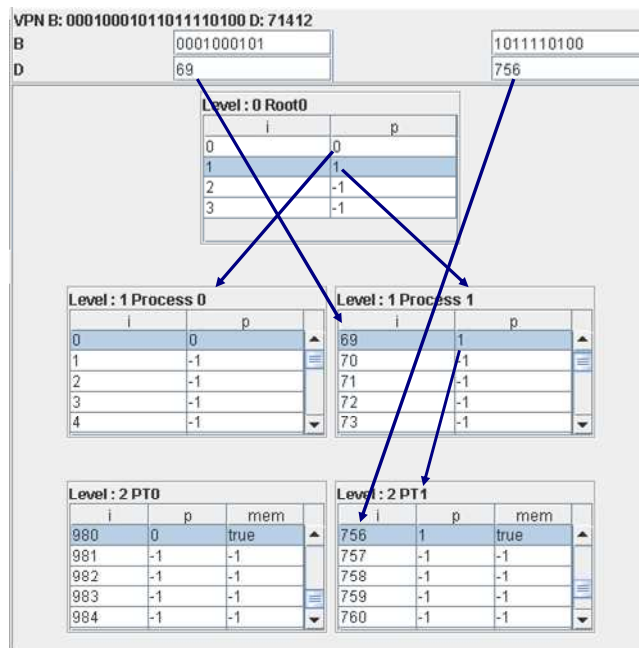 VPN B: 00010001011011110100 D: 71412
B 0001000101 1011110100
D 69 756
Level : 0 Root0
i p
0 0
1 1
2 -1
3 -1
Level : 1 Process 0 Level : 1 Process 1
i p i p
0 0 69 1
1 -1 70 -1
2 -1 71 -1
3 -1 72 -1
4 -1 73 -1
Level : 2 PT0 Level : 2 PT1
i p mem i p mem
980 0 true 756 1 true
981 -1 -1 757 -1 -1
982 -1 -1 758 -1 -1
983 -1 -1 759 -1 -1
984 -1 -1 760 -1 -1